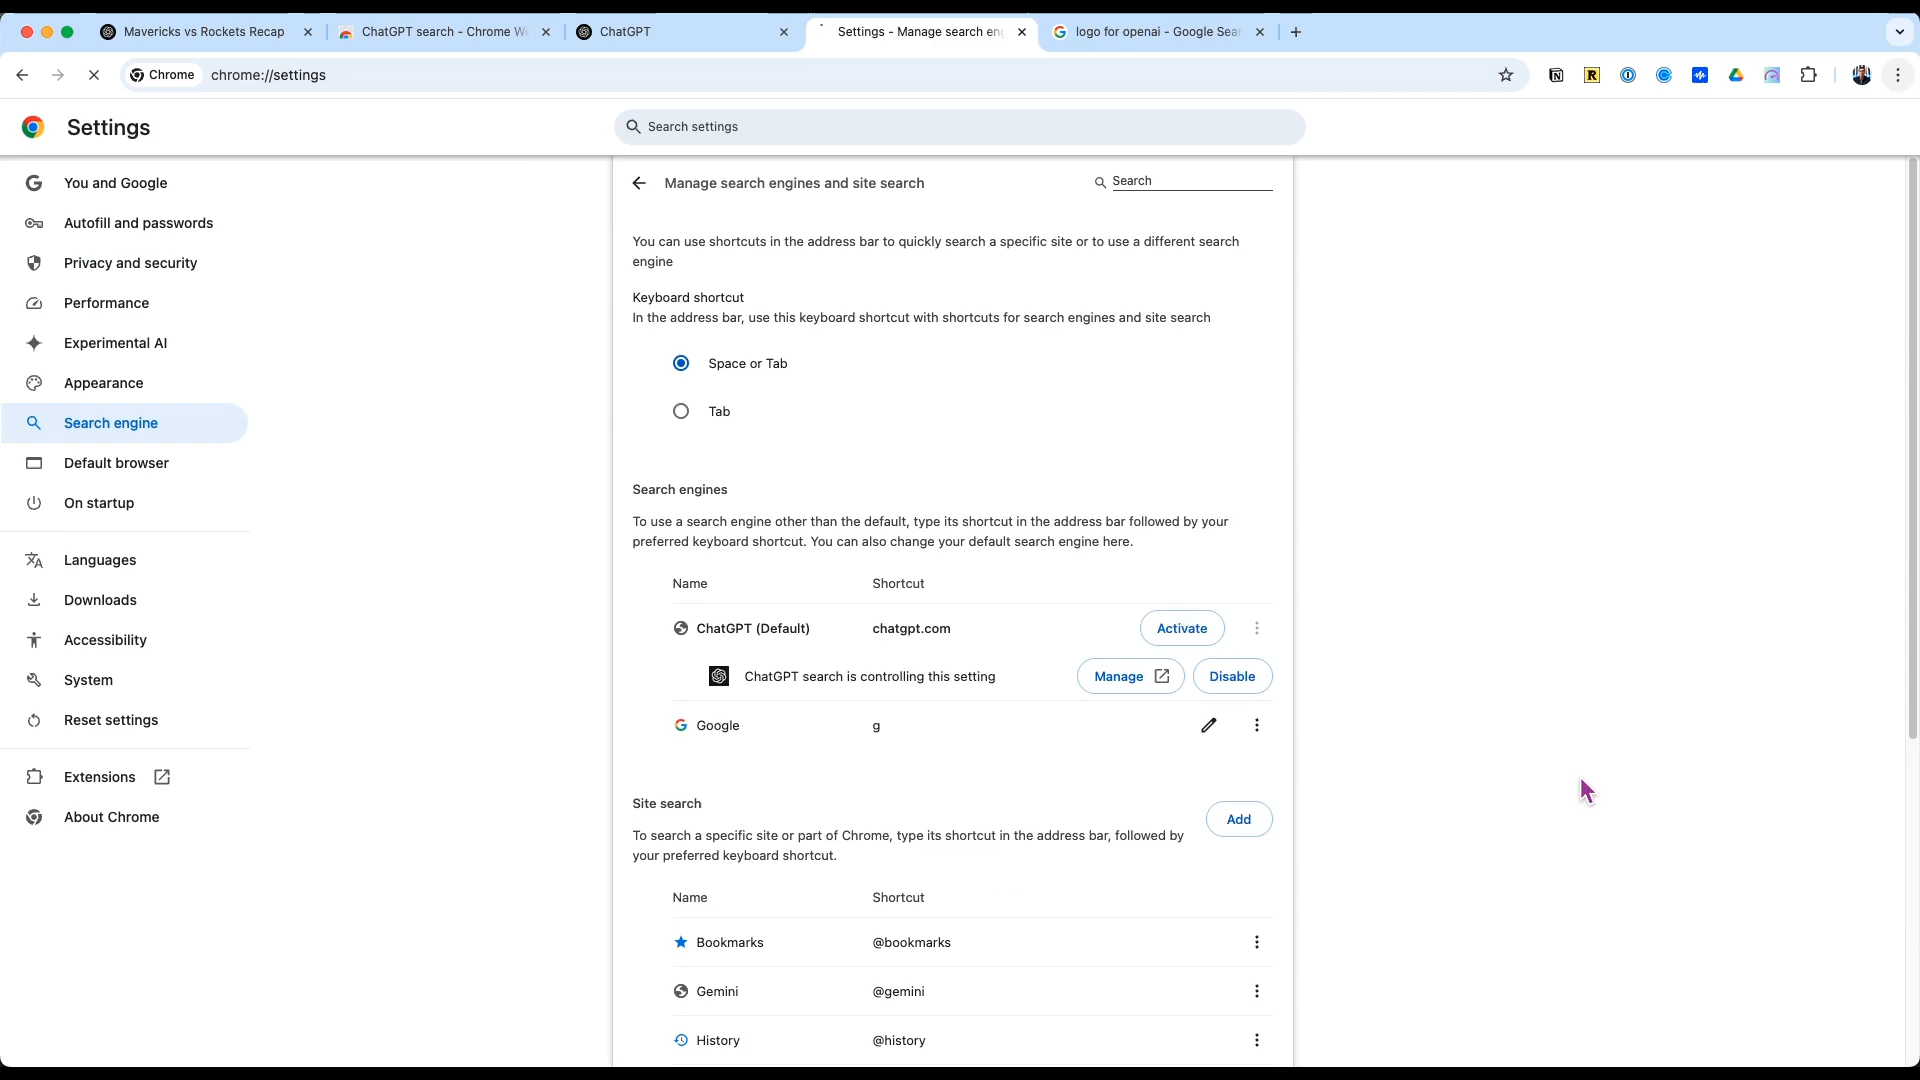 Mavericks vs Rockets Recap
ChatGPT search - Chrome We
ChatGPT
Settings - Manage search eng
logo for openai - Google Sear
Chrome
chrome://settings
Settings
Search settings
You and Google
Autofill and passwords
Privacy and security
Performance
Experimental AI
Appearance
Search engine
Default browser
On startup
Languages
Downloads
Accessibility
System
Reset settings
Extensions
About Chrome
Manage search engines and site search
Search
You can use shortcuts in the address bar to quickly search a specific site or to use a different search
engine
Keyboard shortcut
In the address bar, use this keyboard shortcut with shortcuts for search engines and site search
Space or Tab
Tab
Search engines
To use a search engine other than the default, type its shortcut in the address bar followed by your
preferred keyboard shortcut. You can also change your default search engine here.
Name Shortcut
ChatGPT (Default) chatgpt.com Activate
ChatGPT search is controlling this setting Manage Disable
Google g
Site search
Add
To search a specific site or part of Chrome, type its shortcut in the address bar, followed by
your preferred keyboard shortcut.
Name Shortcut
Bookmarks @bookmarks
Gemini @gemini
History @history